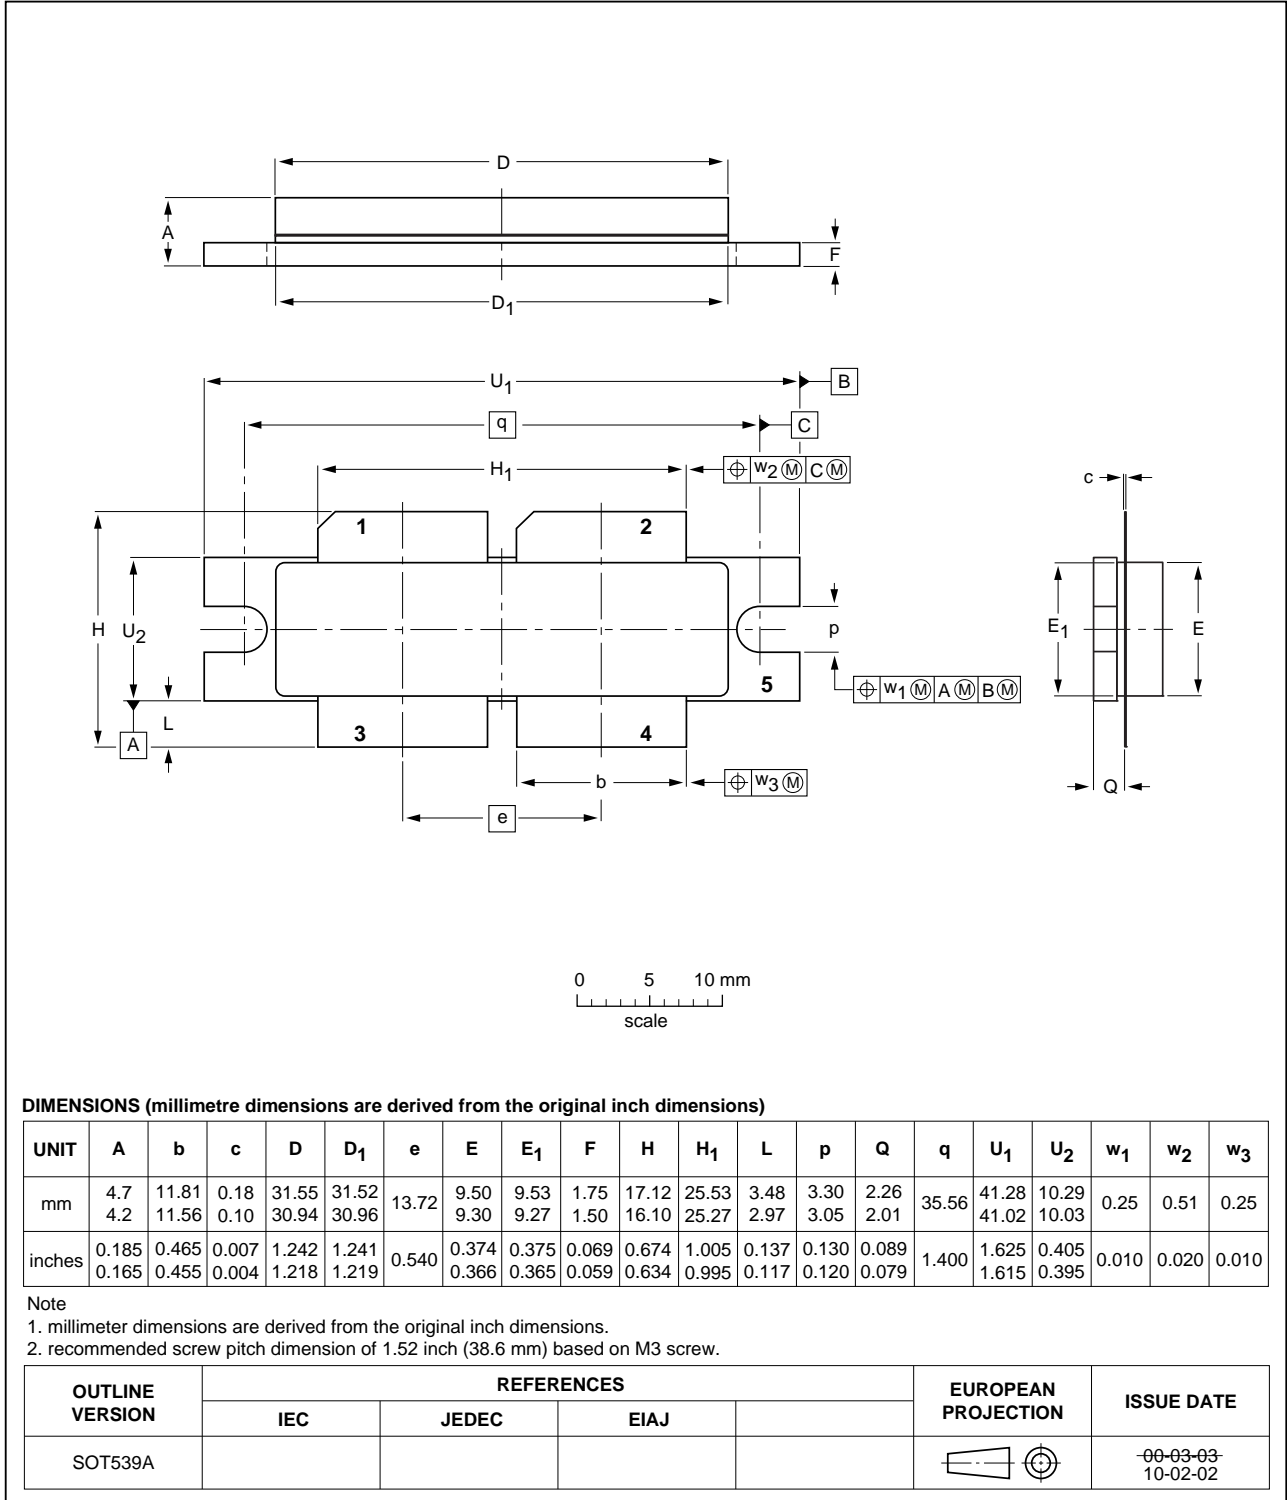 D
A
F
D1
U1
B
q
C
H1
⌖ w2 Ⓜ C Ⓜ
c
1
2
H
U2
p
E1
E
5
⌖ w1 Ⓜ A Ⓜ B Ⓜ
L
A
3
4
b
⌖ w3 Ⓜ
Q
e
0 5 10 mm
scale
DIMENSIONS (millimetre dimensions are derived from the original inch dimensions)
UNIT A b c D D1 e E E1 F H H1 L p Q q U1 U2 w1 w2 w3
mm 4.7 11.81 0.18 31.55 31.52 13.72 9.50 9.53 1.75 17.12 25.53 3.48 3.30 2.26 35.56 41.28 10.29 0.25 0.51 0.25
4.2 11.56 0.10 30.94 30.96 9.30 9.27 1.50 16.10 25.27 2.97 3.05 2.01 41.02 10.03
inches 0.185 0.465 0.007 1.242 1.241 0.540 0.374 0.375 0.069 0.674 1.005 0.137 0.130 0.089 1.400 1.625 0.405 0.010 0.020 0.010
0.165 0.455 0.004 1.218 1.219 0.366 0.365 0.059 0.634 0.995 0.117 0.120 0.079 1.615 0.395
Note
1. millimeter dimensions are derived from the original inch dimensions.
2. recommended screw pitch dimension of 1.52 inch (38.6 mm) based on M3 screw.
OUTLINE VERSION
REFERENCES
IEC JEDEC EIAJ
EUROPEAN PROJECTION
ISSUE DATE
SOT539A
00-03-03
10-02-02